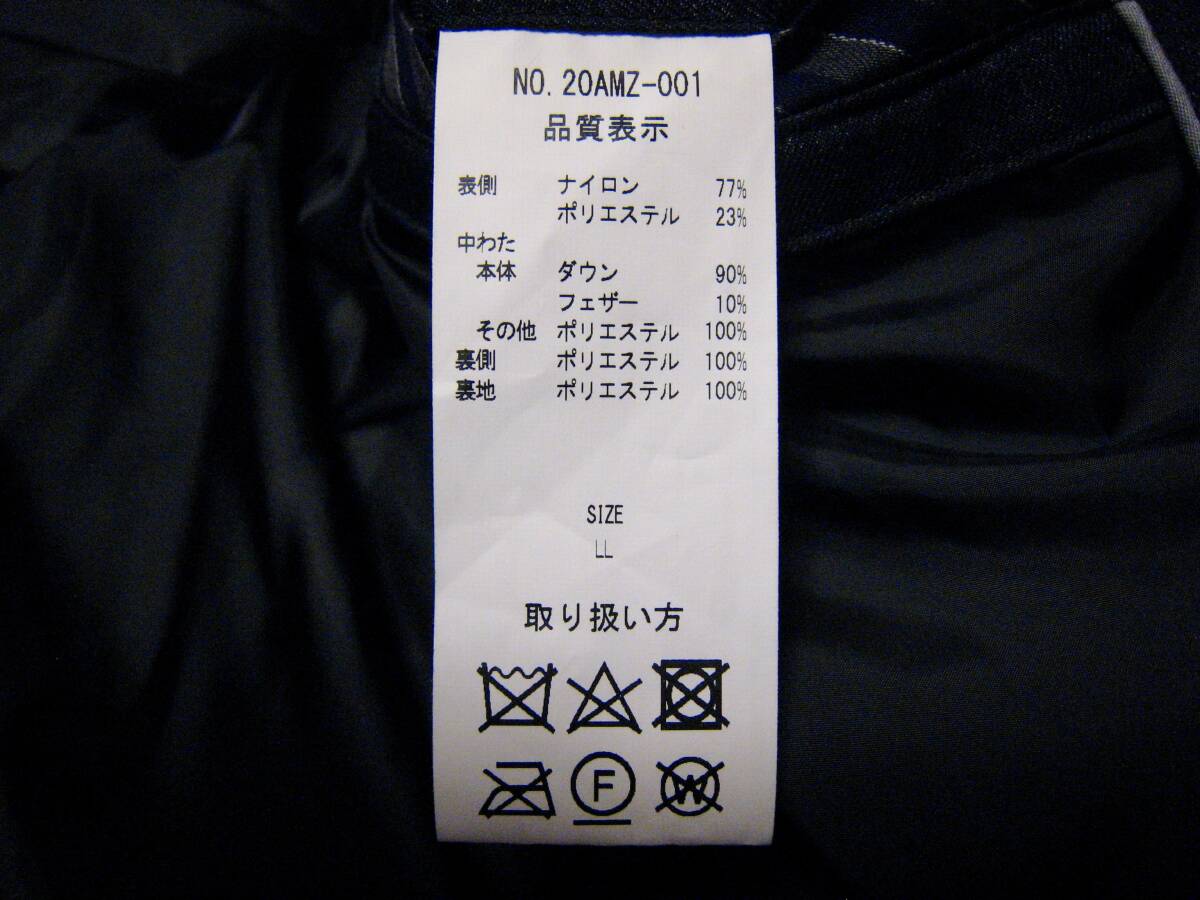 NO. 20AMZ-001
品質表示
表側 ナイロン 77%
ポリエステル 23%
中わた
本体 ダウン 90%
フェザー 10%
その他 ポリエステル 100%
裏側 ポリエステル 100%
裏地 ポリエステル 100%
SIZE
LL
取り扱い方
F W